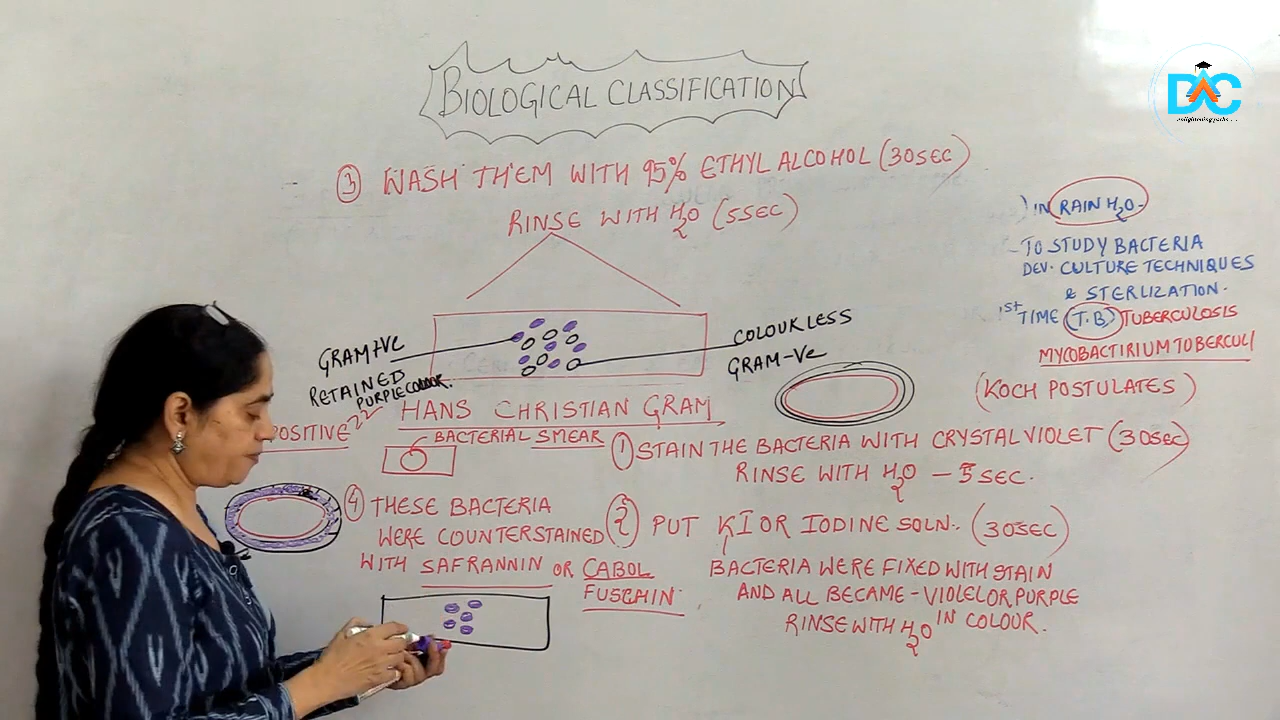 BIOLOGICAL CLASSIFICATION
DAC
enlightening paths...
③ WASH THEM WITH 95% ETHYL ALCOHOL (30SEC)
RINSE WITH H2O (5SEC)
) IN RAIN H2O-
- TO STUDY BACTERIA
DEV. CULTURE TECHNIQUES
& STERLIZATION.
1st TIME (T.B.) TUBERCULOSIS
MYCOBACTIRIUM TOBERCULI
(KOCH POSTULATES)
GRAM+VE
RETAINED
PURPLE COLOUR.
COLOURLESS
GRAM-Ve
HANS CHRISTIAN GRAM
POSITIVE
BACTERIAL SMEAR
① STAIN THE BACTERIA WITH CRYSTAL VIOLET (30SEC)
RINSE WITH H2O - 5 SEC.
② PUT KI OR IODINE SOLN.. (30SEC)
BACTERIA WERE FIXED WITH STAIN
AND ALL BECAME - VIOLEL OR PURPLE
IN COLOUR.
RINSE WITH H2O
④ THESE BACTERIA
WERE COUNTERSTAINED
WITH SAFRANNIN OR CABOL
FUSCHIN